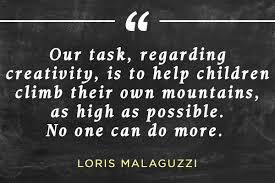 “
Our task, regarding
creativity, is to help children
climb their own mountains,
as high as possible.
No one can do more.
LORIS MALAGUZZI